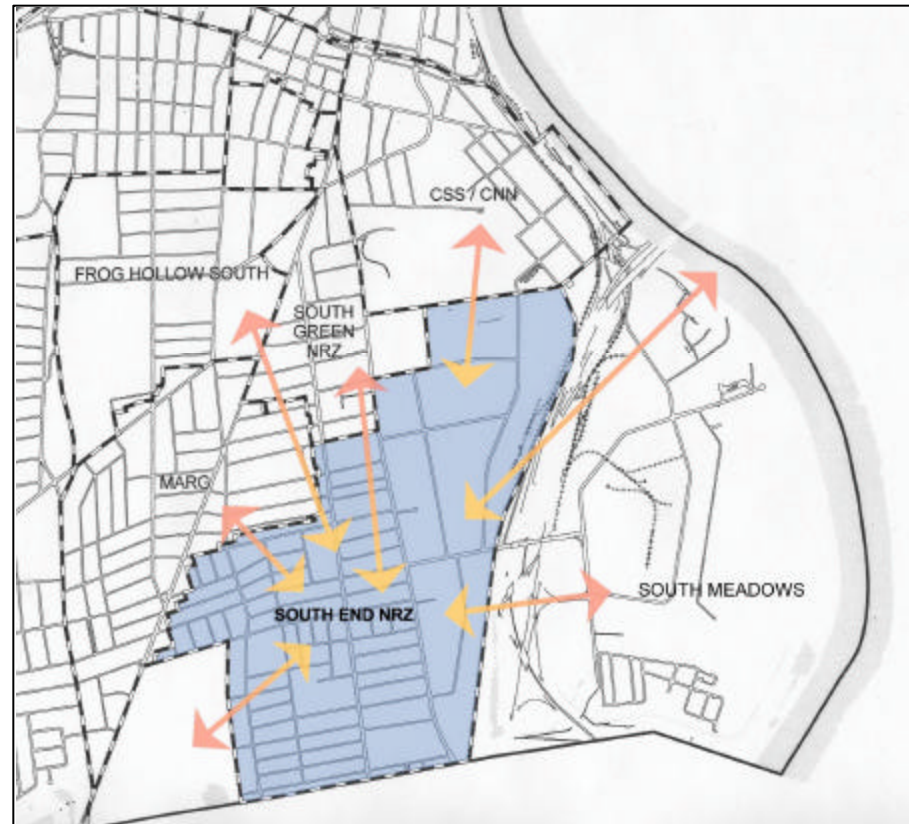 CSS / CNN
FROG HOLLOW SOUTH
SOUTH
GREEN
NRZ
MARG
SOUTH MEADOWS
SOUTH END NRZ